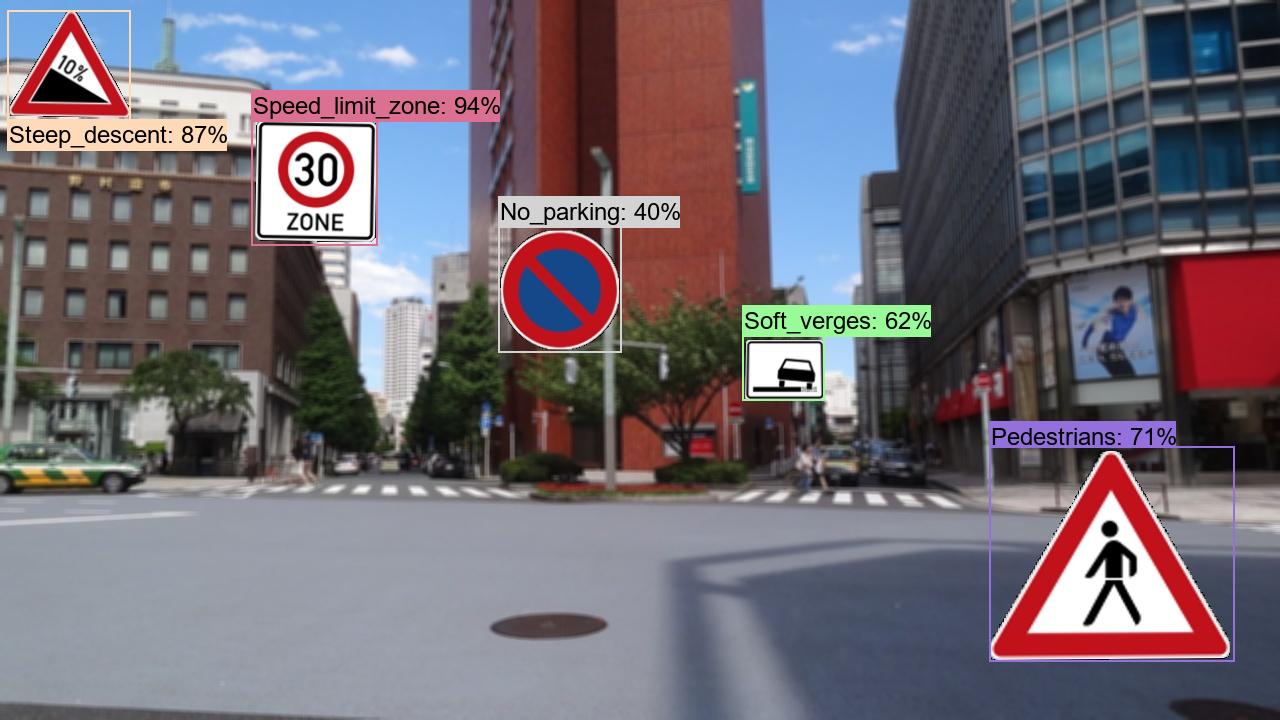 10%
Steep_descent: 87%
Speed_limit_zone: 94%
30
ZONE
No_parking: 40%
Soft_verges: 62%
Pedestrians: 71%